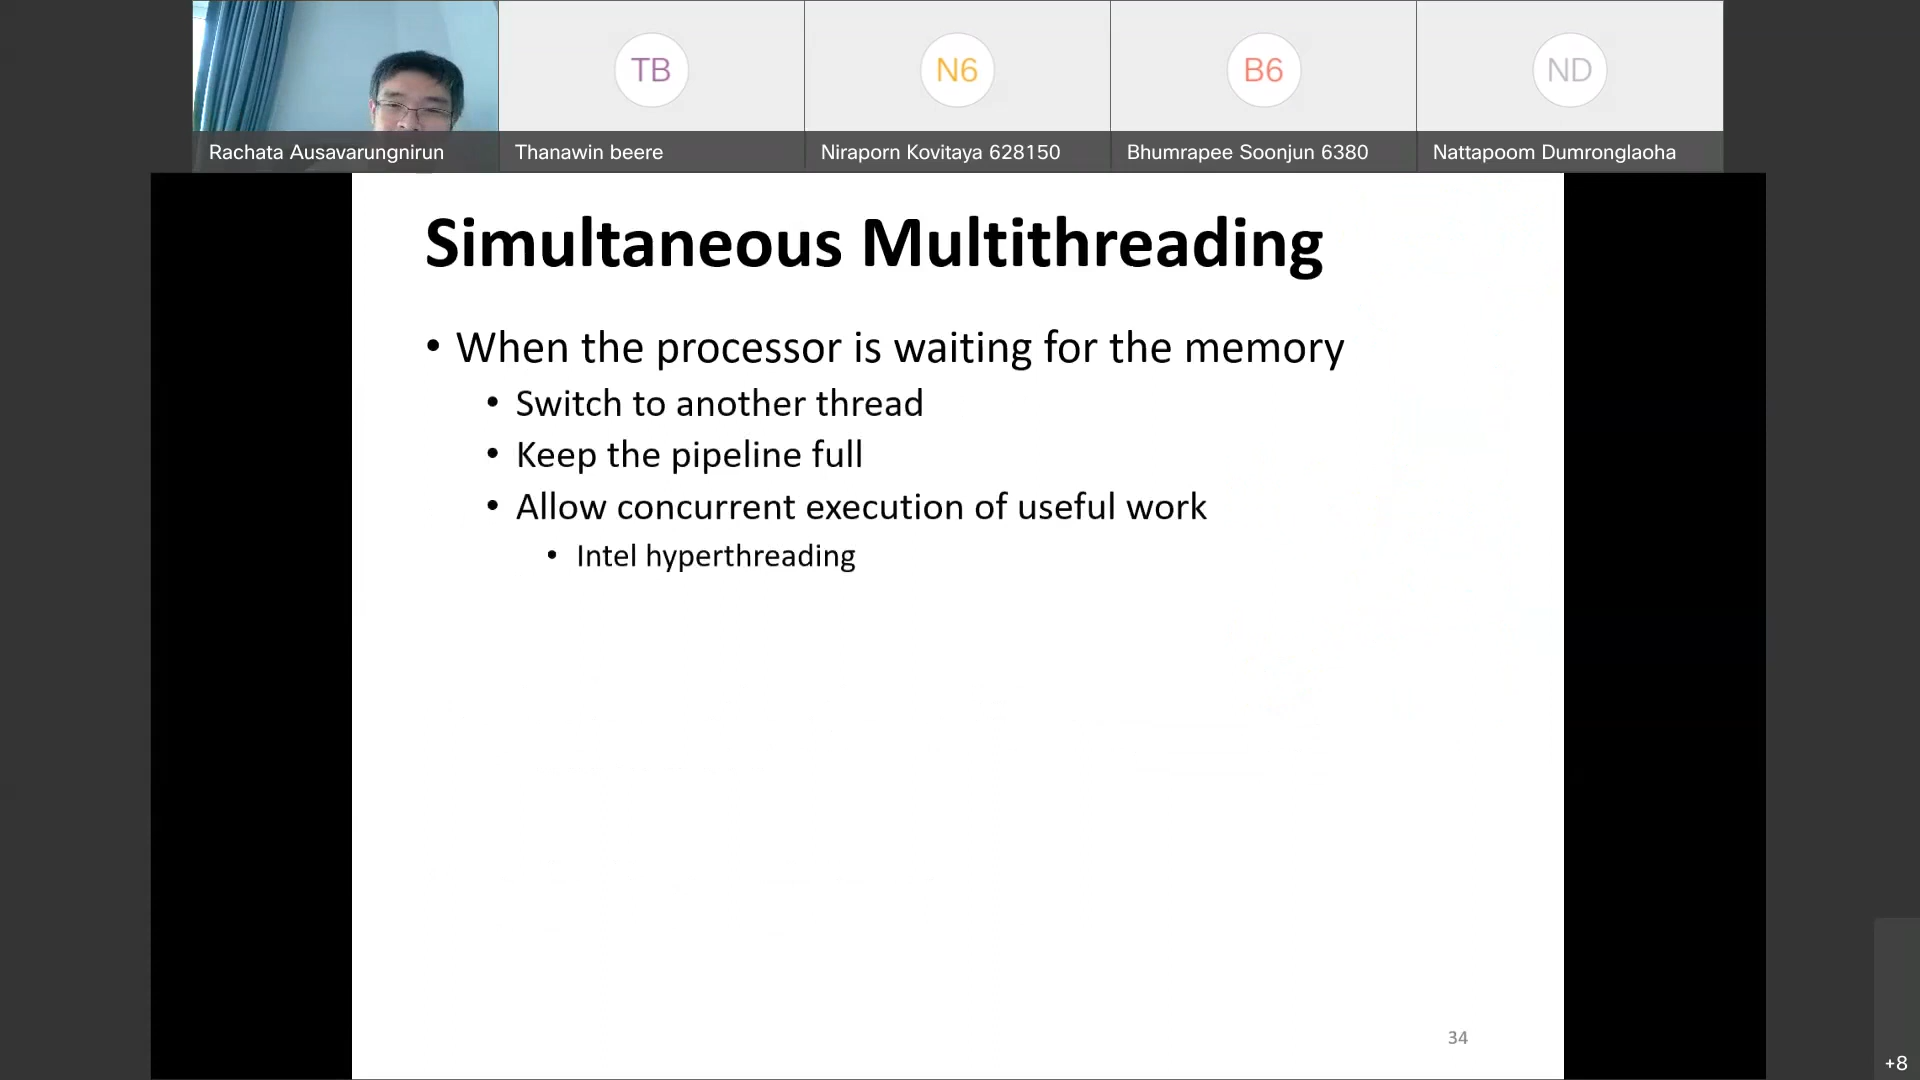 TB
N6
B6
ND
Rachata Ausavarungnirun
Thanawin beere
Niraporn Kovitaya 628150
Bhumrapee Soonjun 6380
Nattapoom Dumronglaoha
Simultaneous Multithreading
• When the processor is waiting for the memory
• Switch to another thread
• Keep the pipeline full
• Allow concurrent execution of useful work
• Intel hyperthreading
34
+8